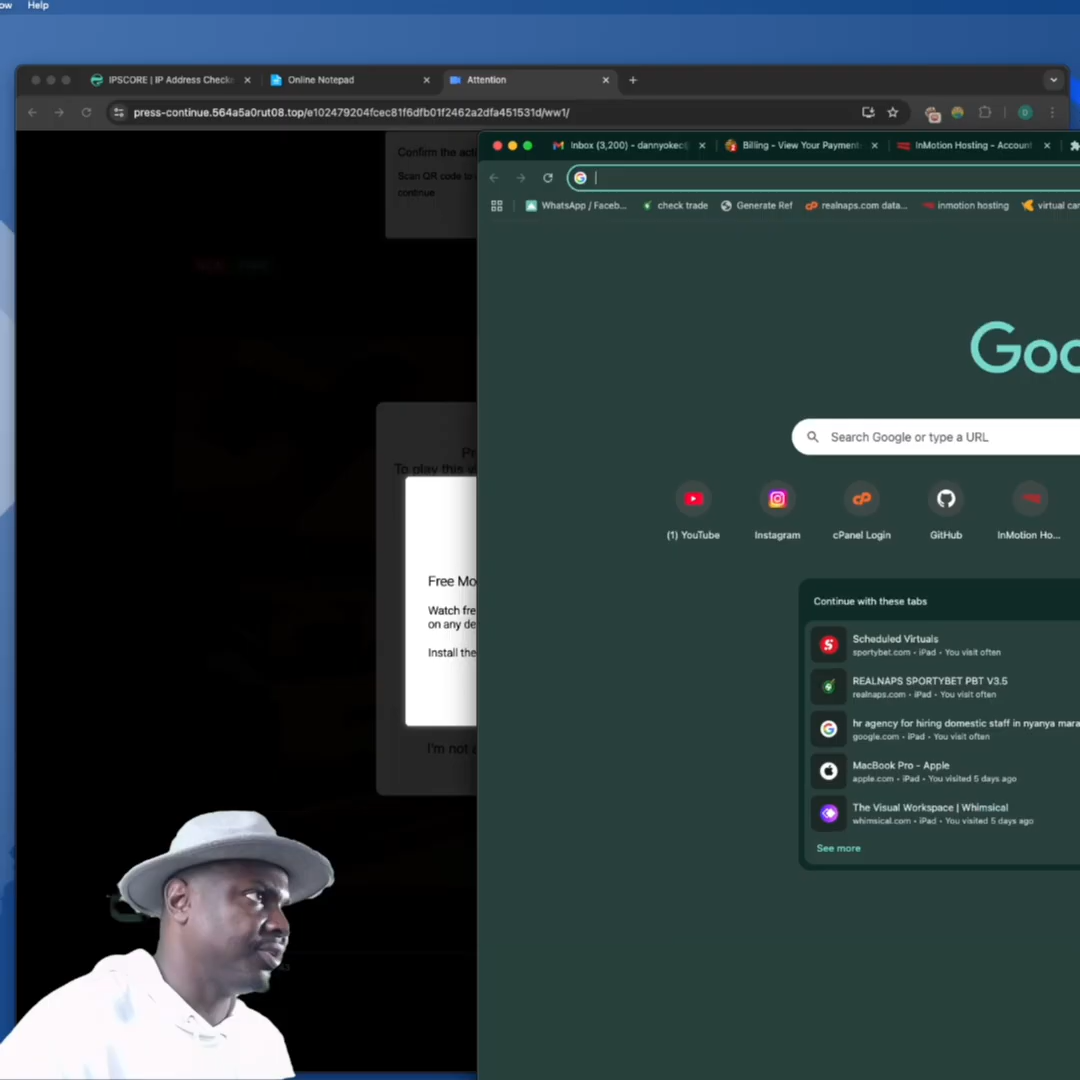 Help
IPSCORE | IP Address Check
Online Notepad
Attention
press-continue.564a5a0rut08.top/e102479204fcec81f6dfb01f2462a2dfa451531d/ww1/
Confirm the
Scan QR code to
continue
Inbox (3,200) - dannyokec
Billing - View Your Payment
InMotion Hosting - Account
WhatsApp / Faceb...
check trade
Generate Ref
realnaps.com data...
inmotion hosting
virtual
Goo
Search Google or type a URL
(1) YouTube
Instagram
cPanel Login
GitHub
InMotion Ho...
Continue with these tabs
Scheduled Virtuals
sportybet.com • iPad • You visit often
REALNAPS SPORTYBET PBT V3.5
realnaps.com • iPad • You visit often
hr agency for hiring domestic staff in nyanya mara
google.com • iPad • You visit often
MacBook Pro - Apple
apple.com • iPad • You visited 5 days ago
The Visual Workspace | Whimsical
whimsical.com • iPad • You visited 5 days ago
See more
To play this
Free Mo
Watch fre
on any de
Install the
I'm not a